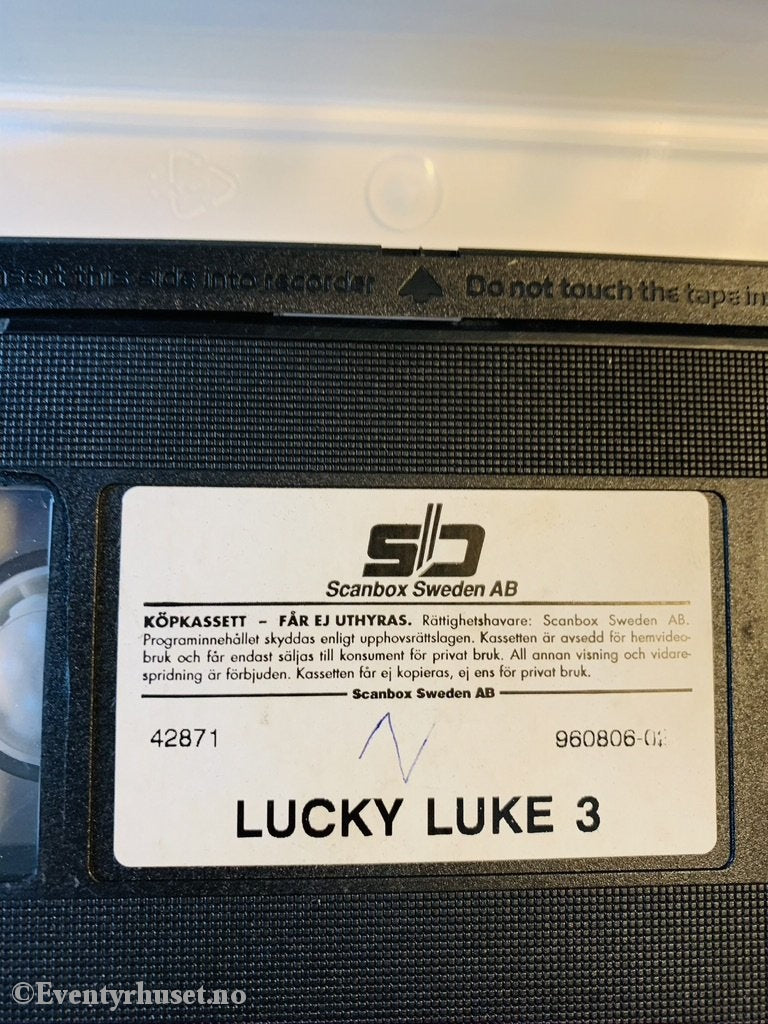 insert this side into recorder Do not touch the tape
Scanbox Sweden AB
KÖPKASSETT – FÅR EJ UTHYRAS. Rättighetshavare: Scanbox Sweden AB.
Programinnehållet skyddas enligt upphovsrättslagen. Kassetten är avsedd för hemvideo-
bruk och får endast säljas till konsument för privat bruk. All annan visning och vidare-
spridning är förbjuden. Kassetten får ej kopieras, ej ens för privat bruk.
Scanbox Sweden AB
42871 N
LUCKY LUKE 3
©Eventyrhuset.no